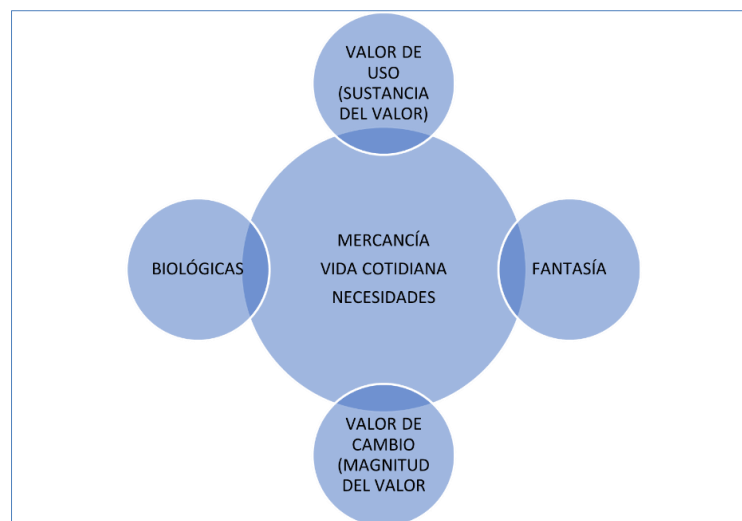 VALOR DE
USO
(SUSTANCIA
DEL VALOR)
BIOLÓGICAS
MERCANCÍA
VIDA COTIDIANA
NECESIDADES
FANTASÍA
VALOR DE
CAMBIO
(MAGNITUD
DEL VALOR